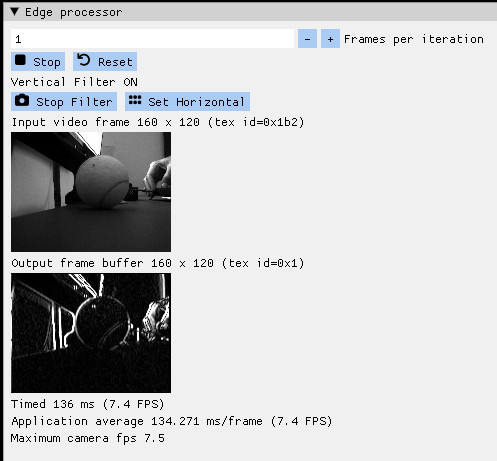 Edge processor
1 - + Frames per iteration
Stop Reset
Vertical Filter ON
Stop Filter Set Horizontal
Input video frame 160 x 120 (tex id=0x1b2)
Output frame buffer 160 x 120 (tex id=0x1)
Timed 136 ms (7.4 FPS)
Application average 134.271 ms/frame (7.4 FPS)
Maximum camera fps 7.5